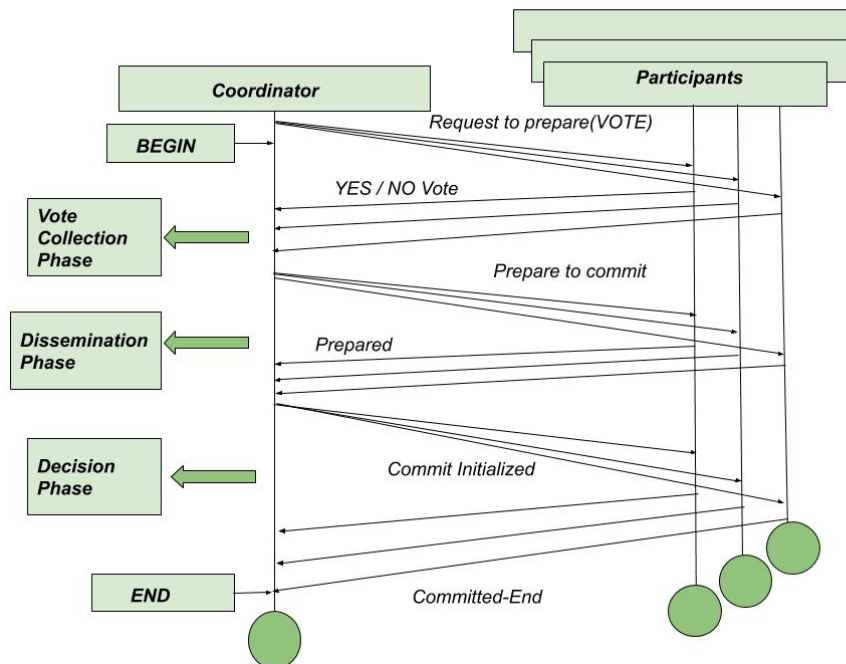 Coordinator
Participants
Request to prepare(VOTE)
BEGIN
YES / NO Vote
Vote
Collection
Phase
Prepare to commit
Dissemination
Phase
Prepared
Decision
Phase
Commit Initialized
END
Committed-End